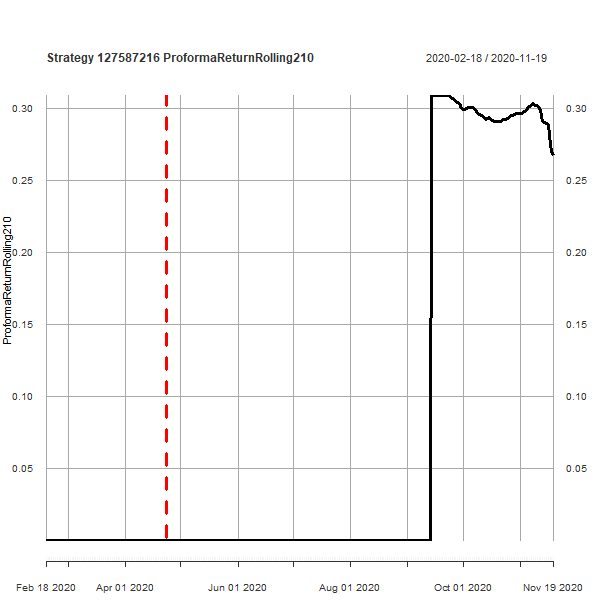 Strategy 127587216 ProformaReturnRolling210
2020-02-18 / 2020-11-19
ProformaReturnRolling210
0.30
0.25
0.20
0.15
0.10
0.05
0.30
0.25
0.20
0.15
0.10
0.05
Feb 18 2020
Apr 01 2020
Jun 01 2020
Aug 01 2020
Oct 01 2020
Nov 19 2020